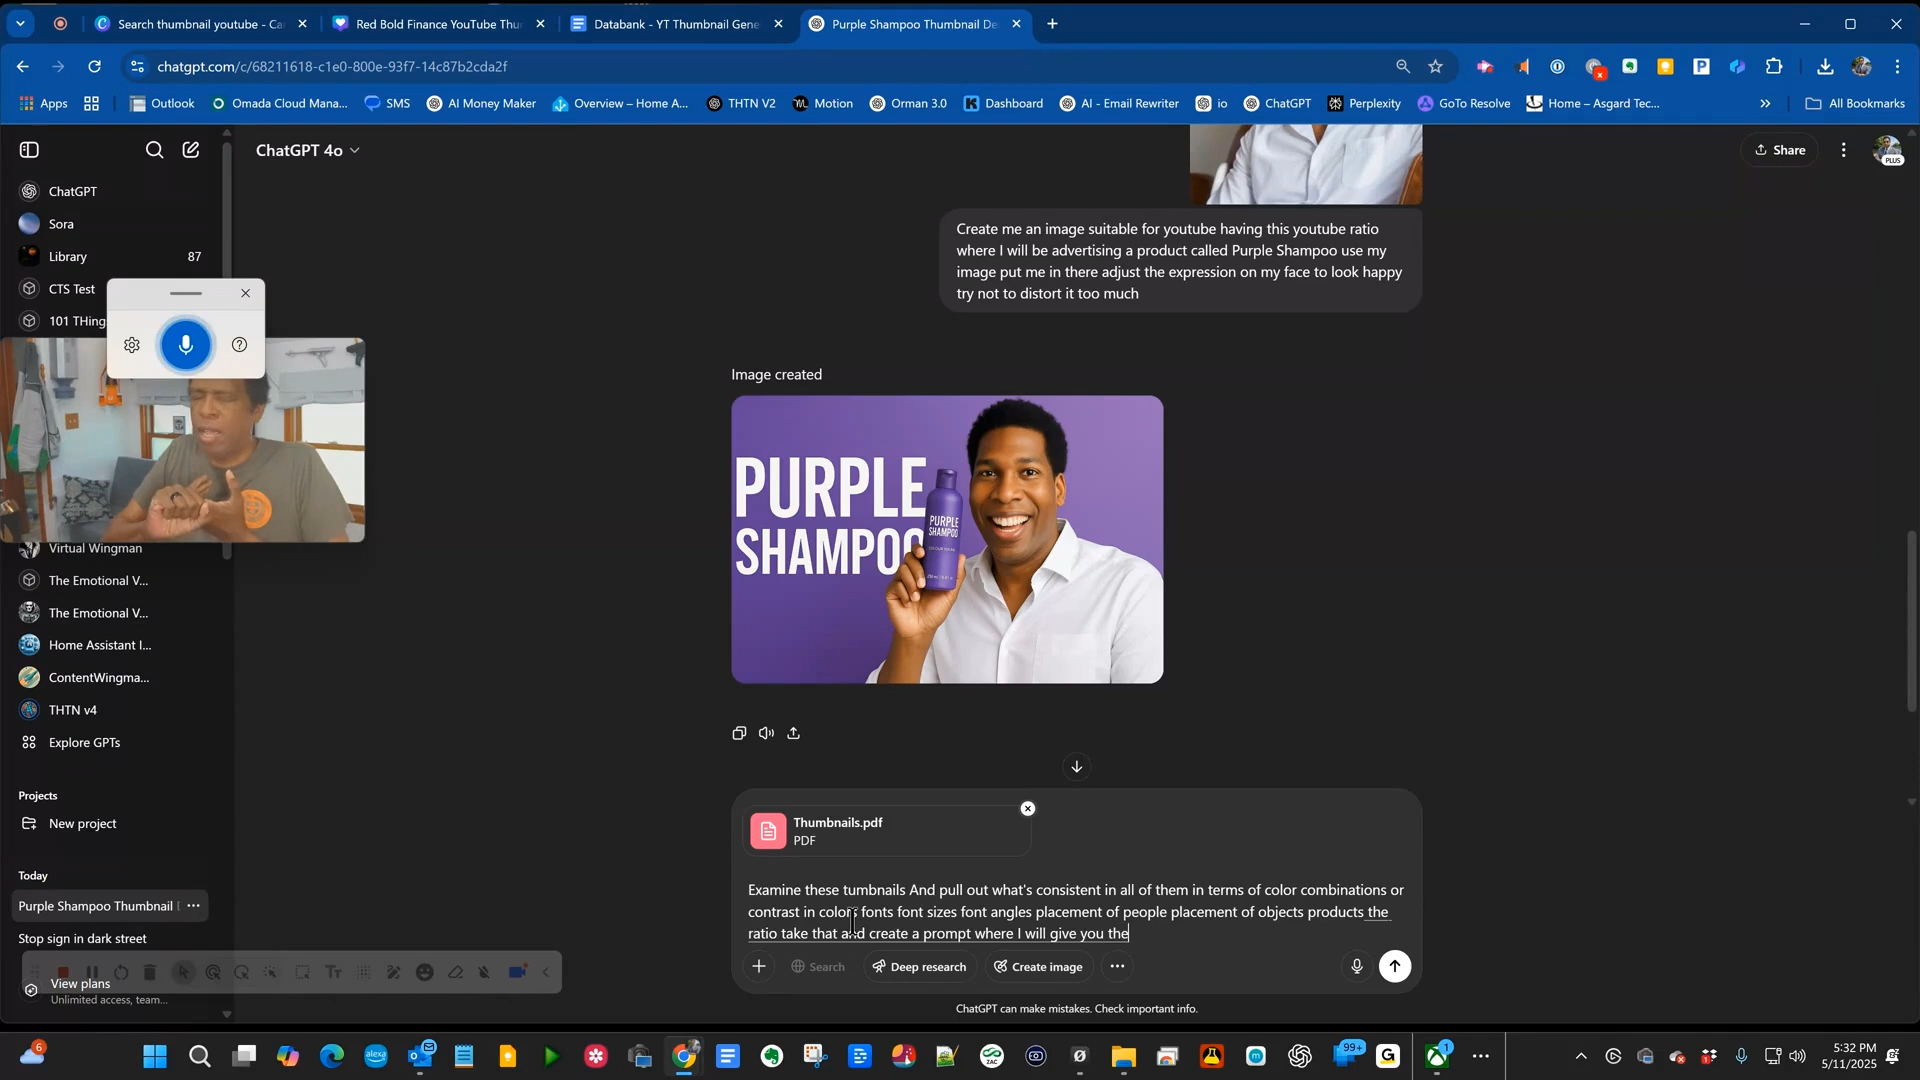 Search thumbnail youtube - Ca
Red Bold Finance YouTube Thu
Databank - YT Thumbnail Gene
Purple Shampoo Thumbnail De
chatgpt.com/c/68211618-c1e0-800e-93f7-14c87b2cda2f
Apps
Outlook
Omada Cloud Mana...
SMS
AI Money Maker
Overview – Home A...
THTN V2
Motion
Orman 3.0
Dashboard
AI - Email Rewriter
io
ChatGPT
Perplexity
GoTo Resolve
Home – Asgard Tec...
All Bookmarks
ChatGPT 4o
Share
PLUS
ChatGPT
Sora
Library 87
CTS Test
101 THing
Virtual Wingman
The Emotional V...
The Emotional V...
Home Assistant I...
ContentWingma...
THTN v4
Explore GPTs
Projects
New project
Today
Purple Shampoo Thumbnail
Stop sign in dark street
View plans
Unlimited access, team...
Create me an image suitable for youtube having this youtube ratio
where I will be advertising a product called Purple Shampoo use my
image put me in there adjust the expression on my face to look happy
try not to distort it too much
Image created
PURPLE
SHAMPOO
PURPLE
SHAMPOO
Thumbnails.pdf
PDF
Examine these tumbnails And pull out what's consistent in all of them in terms of color combinations or
contrast in colors fonts font sizes font angles placement of people placement of objects products the
ratio take that and create a prompt where I will give you the
Search
Deep research
Create image
ChatGPT can make mistakes. Check important info.
6
99+
1
5:32 PM
5/11/2025